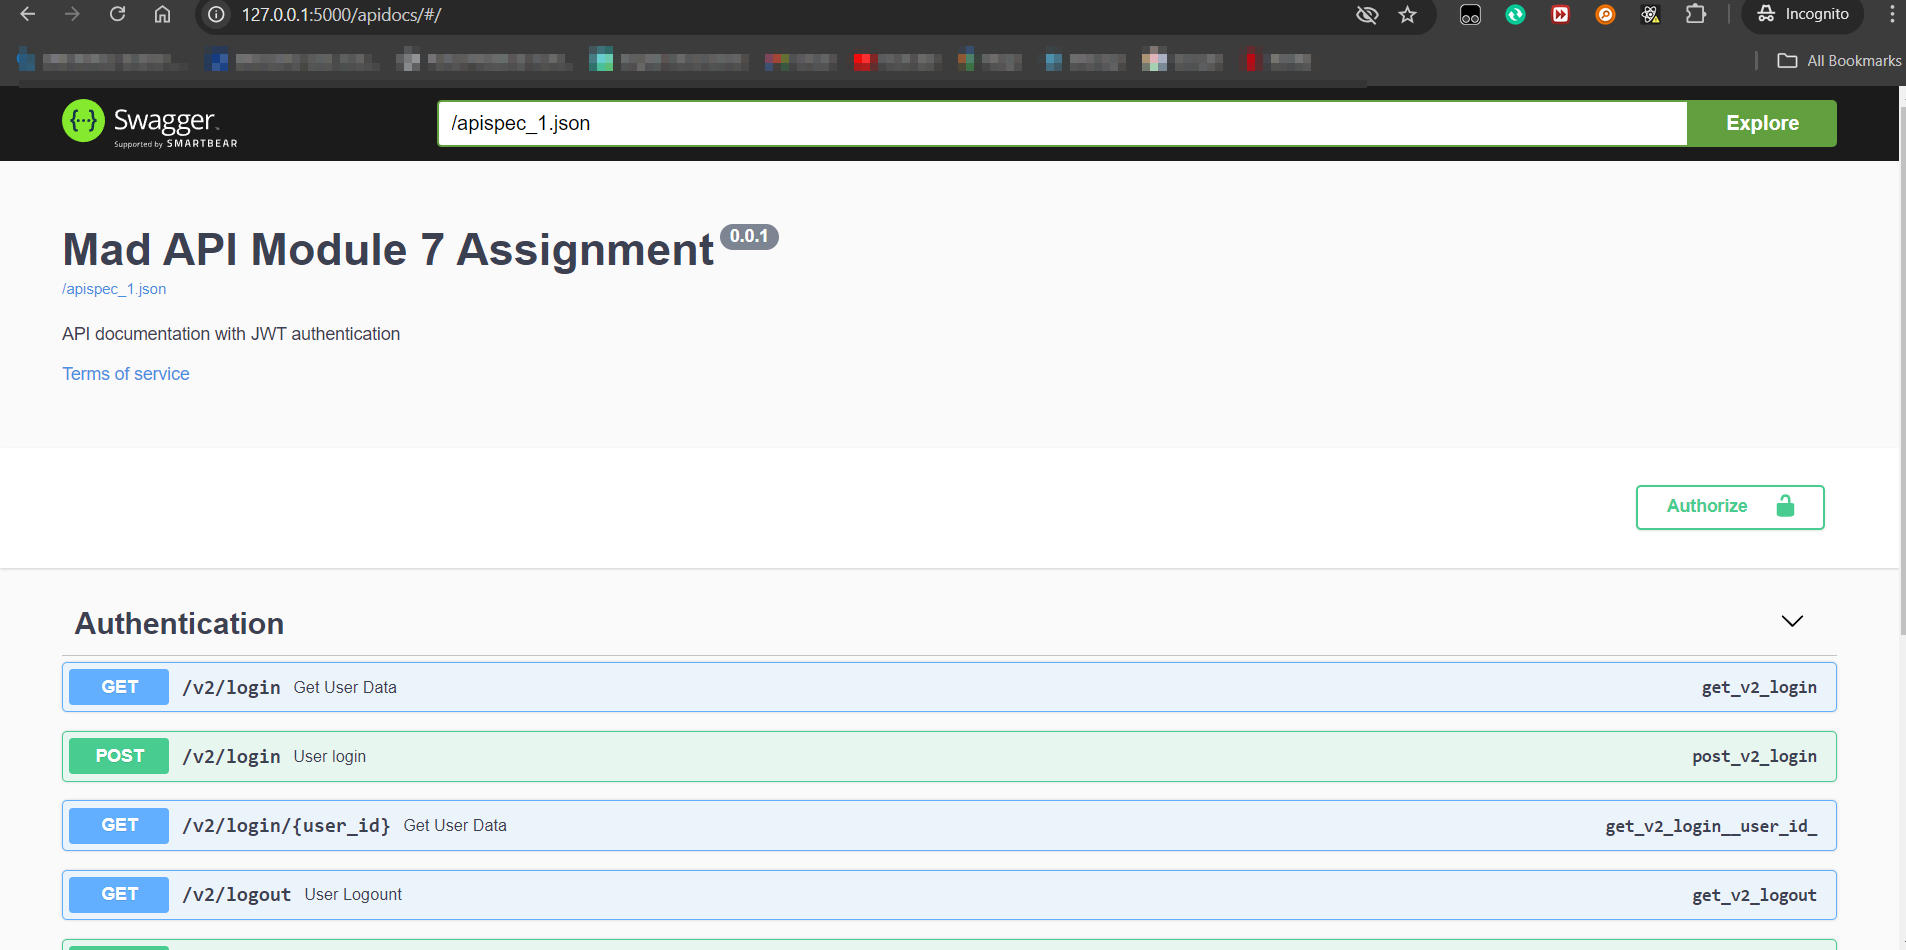 127.0.0.1:5000/apidocs/#/
Incognito
All Bookmarks
Swagger
Supported by SMARTBEAR
/apispec_1.json
Explore
Mad API Module 7 Assignment 0.0.1
/apispec_1.json
API documentation with JWT authentication
Terms of service
Authorize
Authentication
GET /v2/login Get User Data get_v2_login
POST /v2/login User login post_v2_login
GET /v2/login/{user_id} Get User Data get_v2_login__user_id_
GET /v2/logout User Logount get_v2_logout